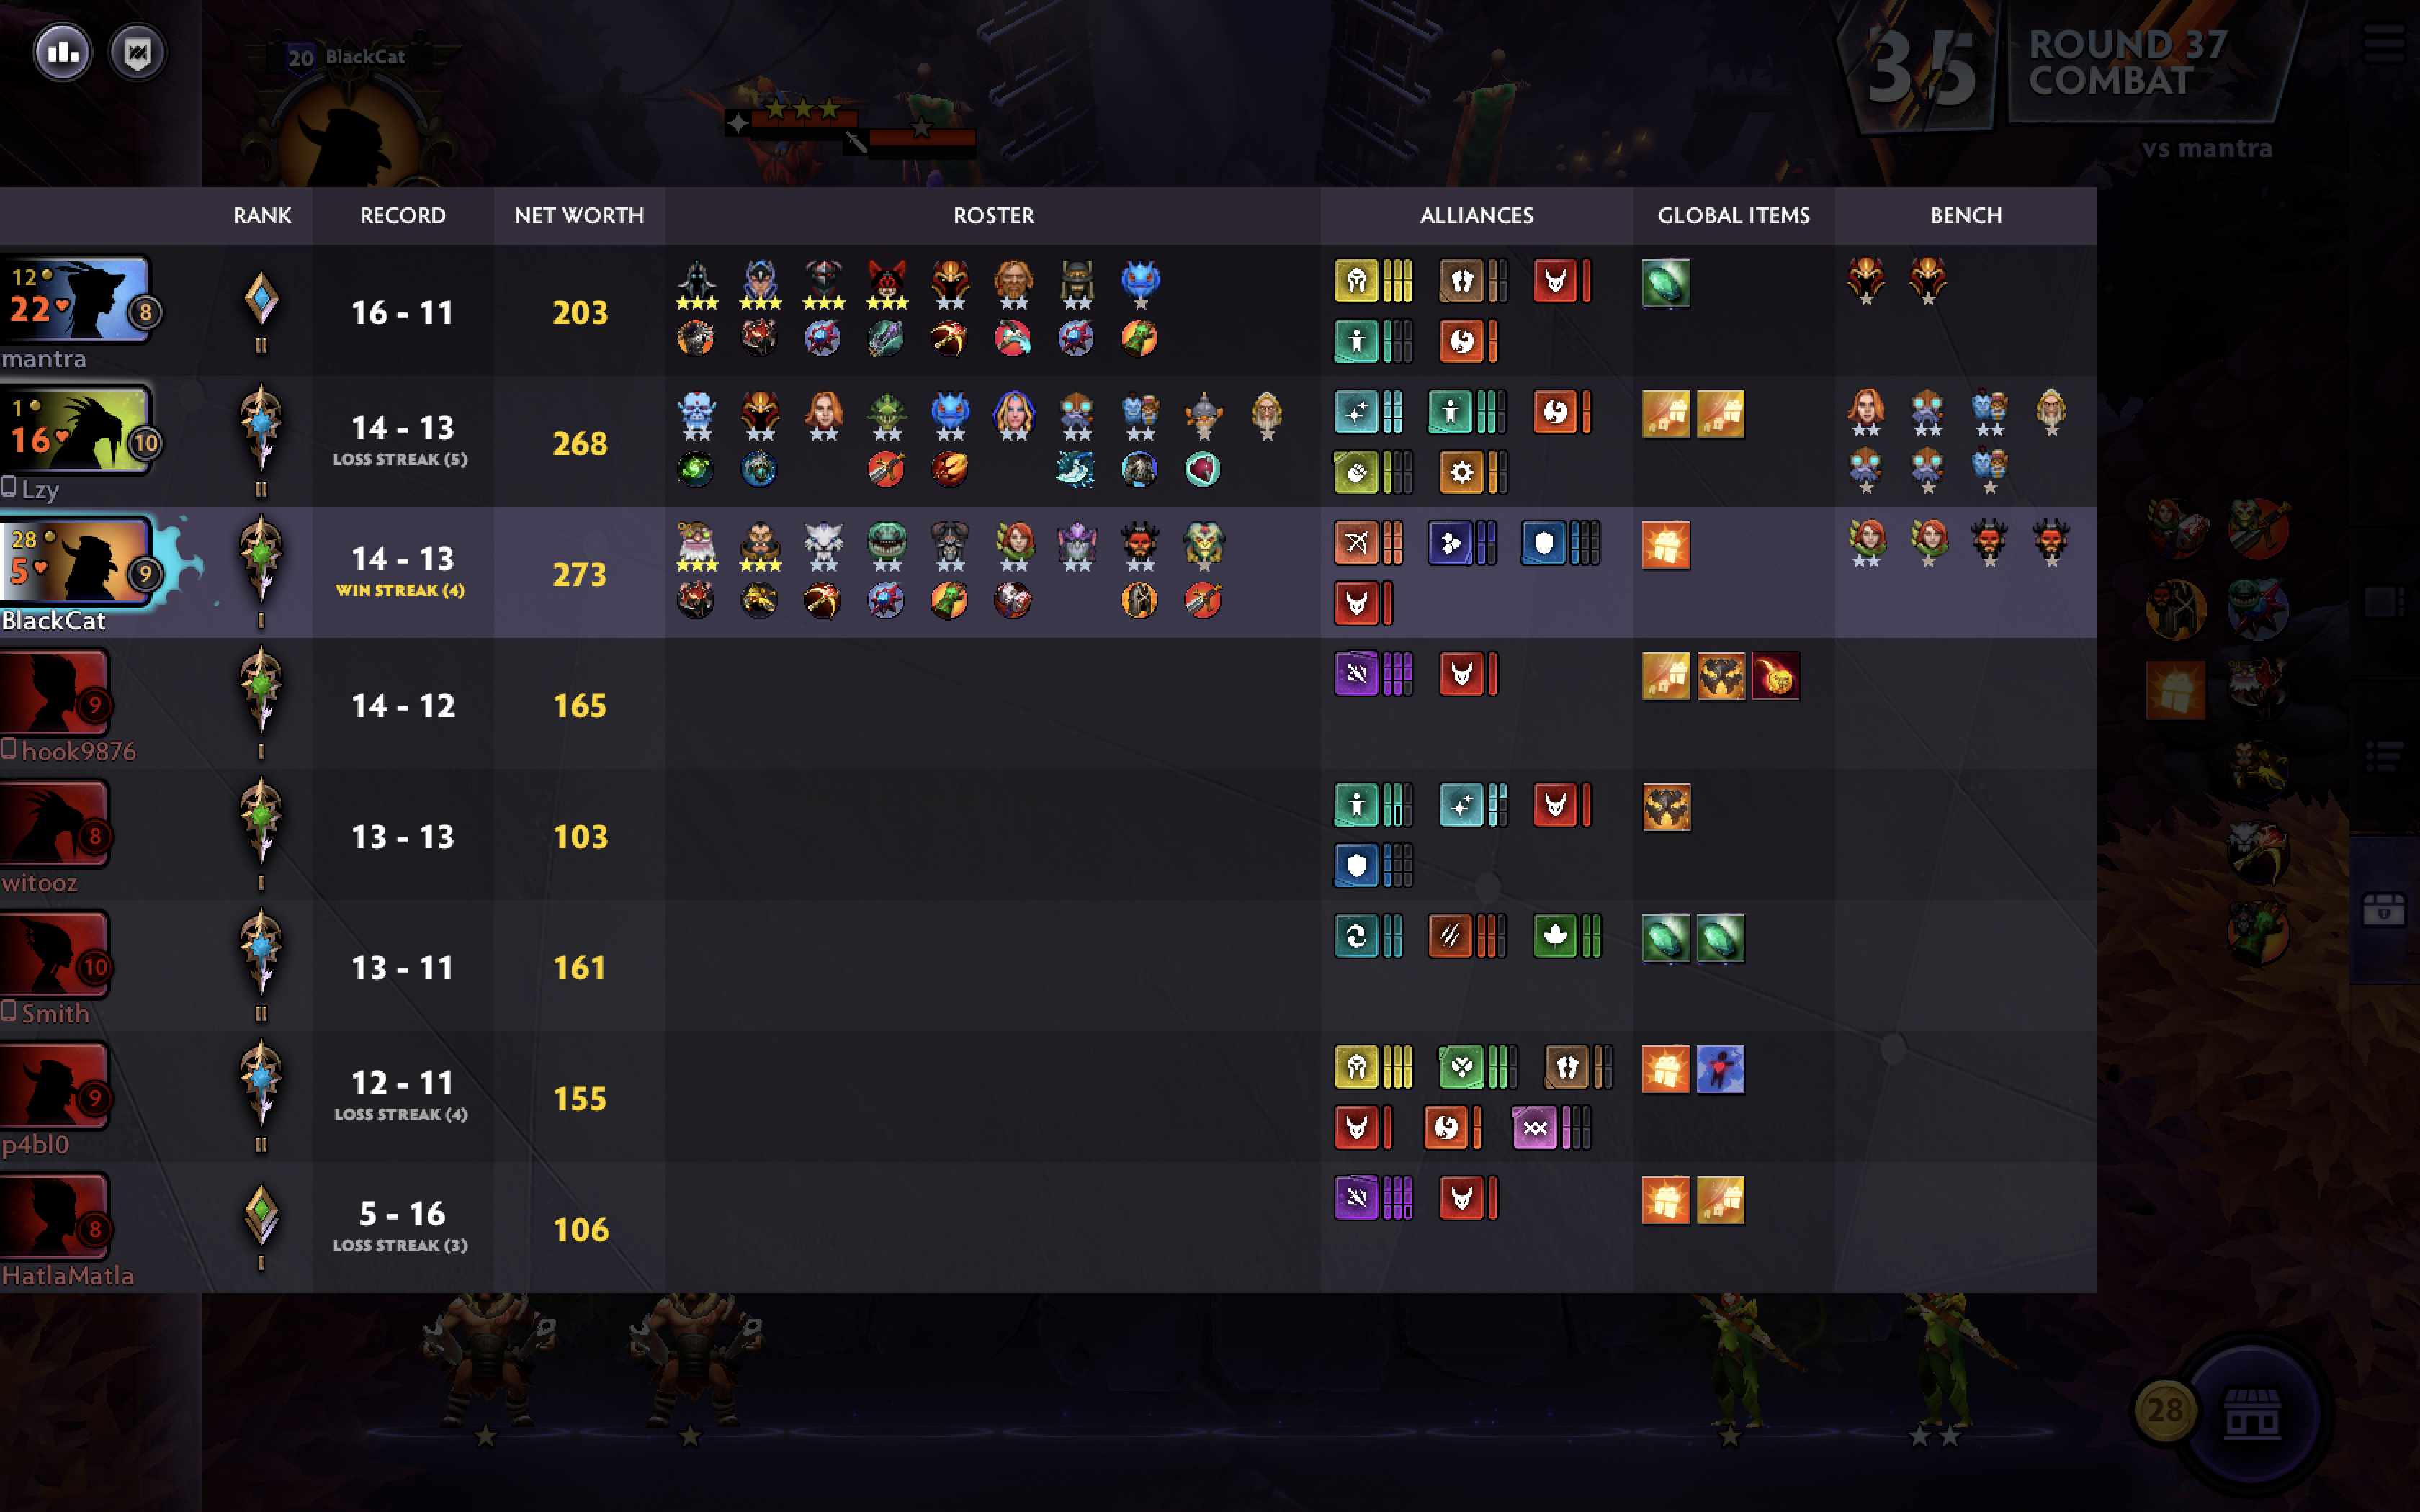 20 BlackCat
35
ROUND 37
COMBAT
vs mantra
RANK RECORD NET WORTH ROSTER ALLIANCES GLOBAL ITEMS BENCH
12
22
8
mantra
II
16 - 11
203
1
16
10
Lzy
II
14 - 13
LOSS STREAK (5)
268
28
5
9
BlackCat
I
14 - 13
WIN STREAK (4)
273
9
hook9876
I
14 - 12
165
8
witooz
I
13 - 13
103
10
Smith
II
13 - 11
161
9
p4bl0
II
12 - 11
LOSS STREAK (4)
155
8
HatlaMatla
I
5 - 16
LOSS STREAK (3)
106
28